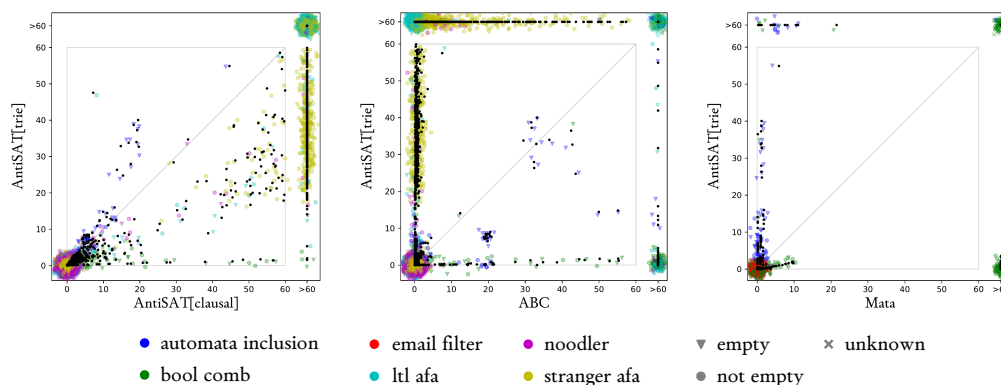 >60
60
50
40
30
20
10
0
AntiSAT[trie]
0 10 20 30 40 50 60 >60
AntiSAT[clausal]
>60
60
50
40
30
20
10
0
AntiSAT[trie]
0 10 20 30 40 50 60 >60
ABC
>60
60
50
40
30
20
10
0
AntiSAT[trie]
0 10 20 30 40 50 60 >60
Mata
automata inclusion email filter noodler empty unknown
bool comb ltl afa stranger afa not empty